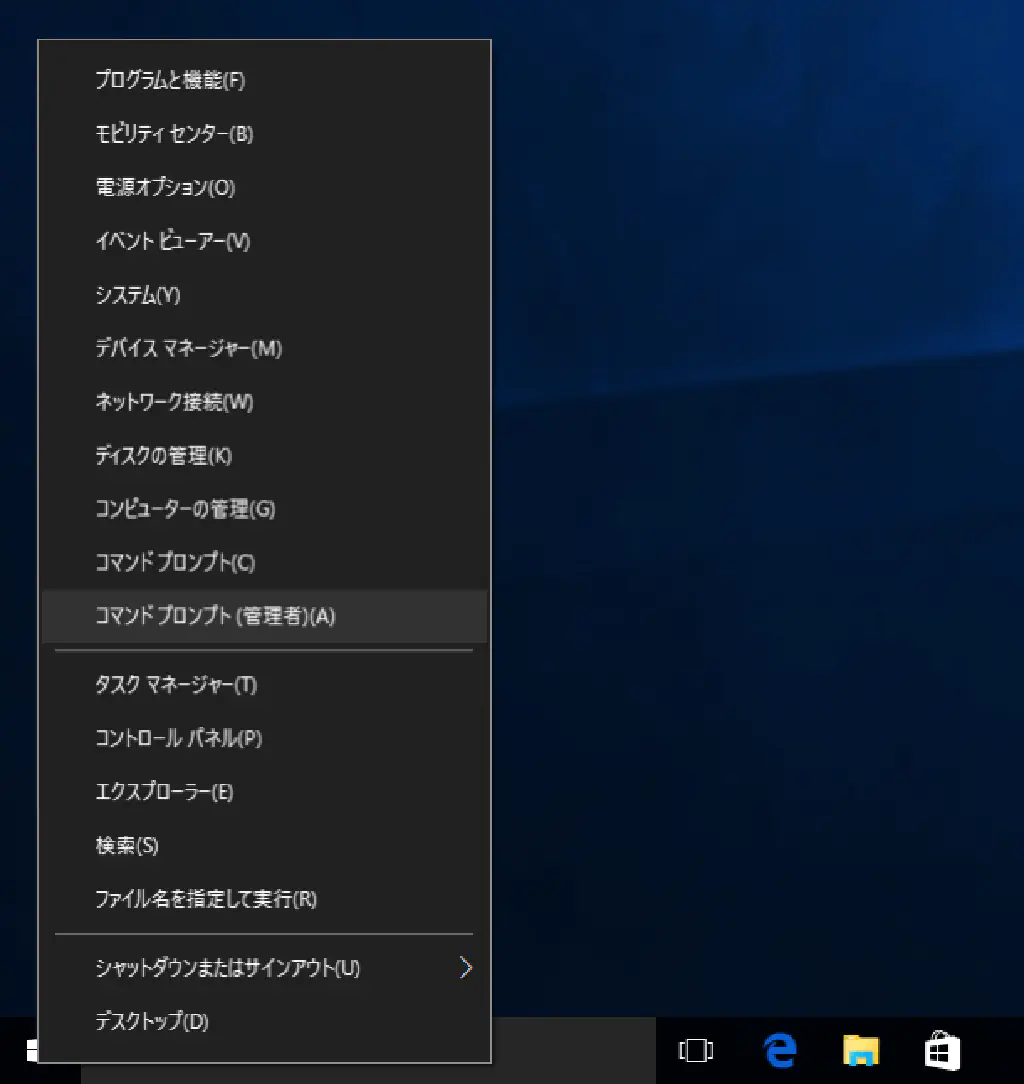 プログラムと機能(F)
モビリティ センター(B)
電源オプション(O)
イベント ビューアー(V)
システム(Y)
デバイス マネージャー(M)
ネットワーク接続(W)
ディスクの管理(K)
コンピューターの管理(G)
コマンド プロンプト(C)
コマンド プロンプト (管理者)(A)
タスク マネージャー(T)
コントロール パネル(P)
エクスプローラー(E)
検索(S)
ファイル名を指定して実行(R)
シャットダウンまたはサインアウト(U)
デスクトップ(D)